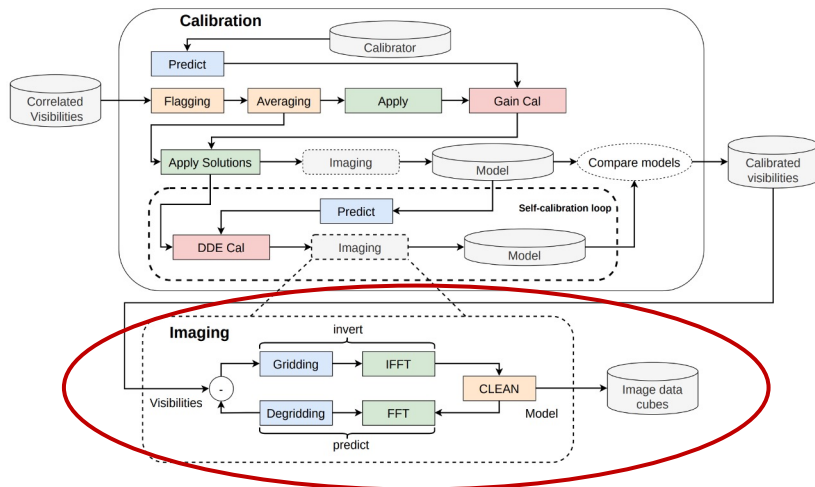 Calibration
Calibrator
Predict
Correlated
Visibilities
Flagging
Averaging
Apply
Gain Cal
Apply Solutions
Imaging
Model
Compare models
Calibrated
visibilities
Predict
Self-calibration loop
DDE Cal
Imaging
Model
Imaging
invert
Gridding
IFFT
Visibilities
-
CLEAN
Model
Image data
cubes
Degridding
FFT
predict